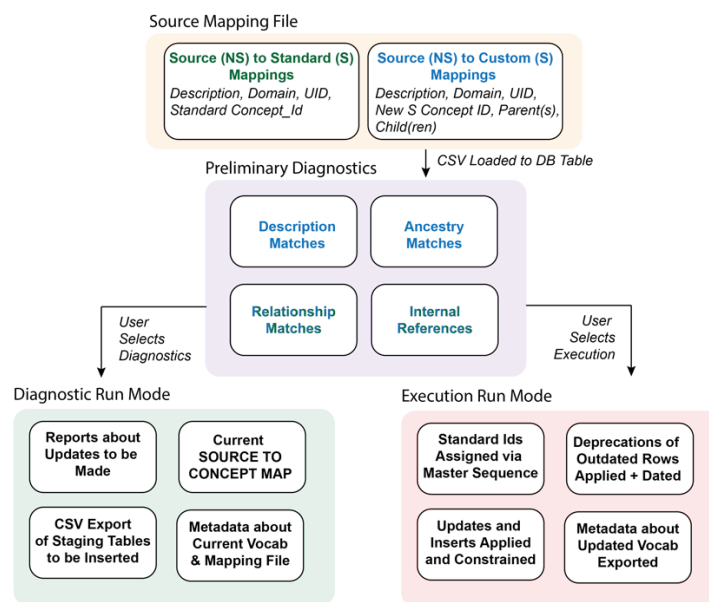 Source Mapping File
Source (NS) to Standard (S)
Mappings
Description, Domain, UID,
Standard Concept_Id
Source (NS) to Custom (S)
Mappings
Description, Domain, UID,
New S Concept ID, Parent(s),
Child(ren)
CSV Loaded to DB Table
Preliminary Diagnostics
Description
Matches
Ancestry
Matches
Relationship
Matches
Internal
References
User
Selects
Diagnostics
User
Selects
Execution
Diagnostic Run Mode
Reports about
Updates to be
Made
Current
SOURCE TO
CONCEPT MAP
CSV Export
of Staging Tables
to be Inserted
Metadata about
Current Vocab
& Mapping File
Execution Run Mode
Standard Ids
Assigned via
Master Sequence
Deprecations of
Outdated Rows
Applied + Dated
Updates and
Inserts Applied
and Constrained
Metadata about
Updated Vocab
Exported